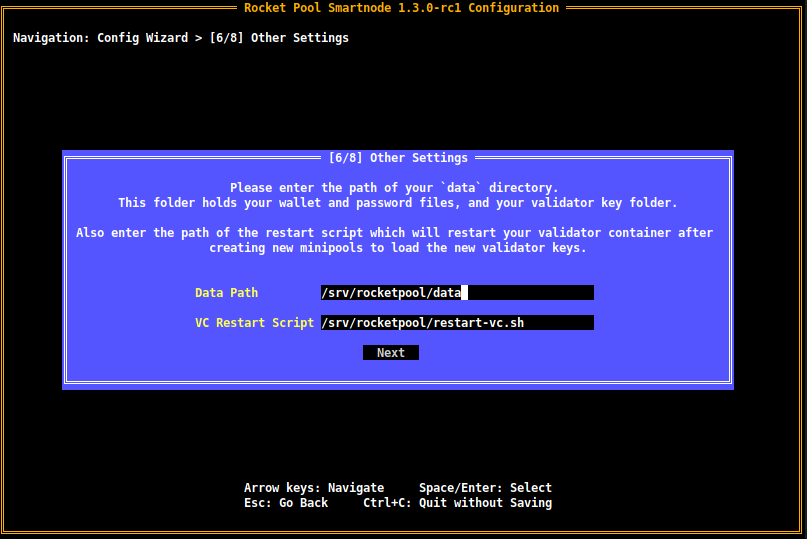 Rocket Pool Smartnode 1.3.0-rc1 Configuration
Navigation: Config Wizard > [6/8] Other Settings
[6/8] Other Settings
Please enter the path of your `data` directory.
This folder holds your wallet and password files, and your validator key folder.
Also enter the path of the restart script which will restart your validator container after
creating new minipools to load the new validator keys.
Data Path /srv/rocketpool/data
VC Restart Script /srv/rocketpool/restart-vc.sh
Next
Arrow keys: Navigate Space/Enter: Select
Esc: Go Back Ctrl+C: Quit without Saving